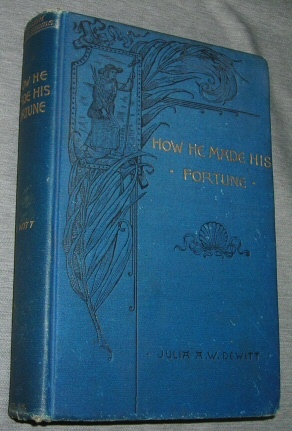 HOW HE MADE HIS
· FORTUNE ·
JULIA A.W. DEWITT
HOW HE
MADE HIS
FORTUNE